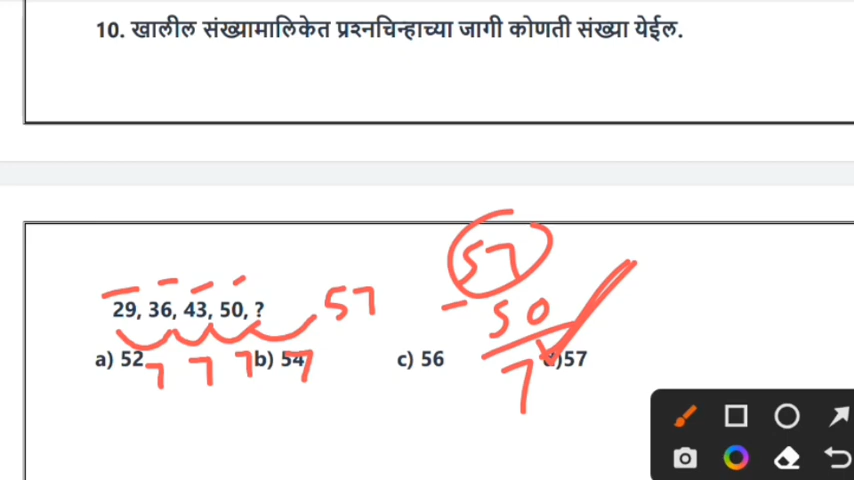 10. खालील संख्यामालिकेत प्रश्नचिन्हाच्या जागी कोणती संख्या येईल.
57
- 50
7
29, 36, 43, 50, ? 57
a) 52 b) 54 c) 56 d)57
7 7 7 7